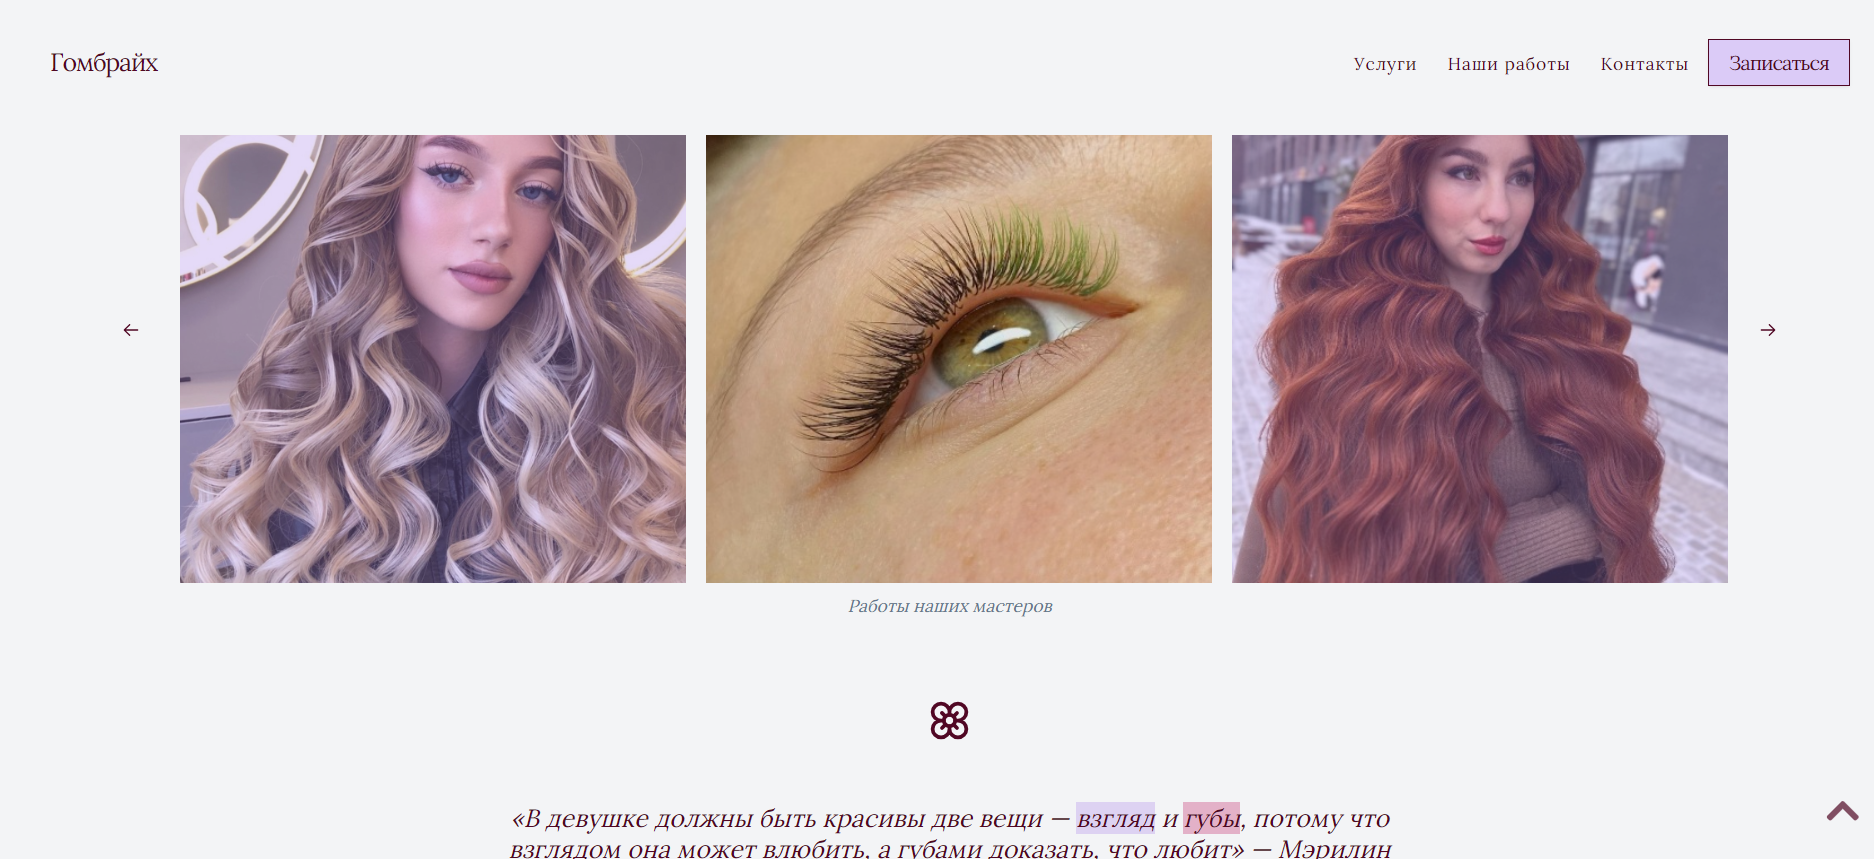 Гомбрайх
Услуги
Наши работы
Контакты
Записаться
Работы наших мастеров
«В девушке должны быть красивы две вещи — взгляд и губы, потому что
взглядом она может влюбить, а губами доказать, что любит» — Мэрилин